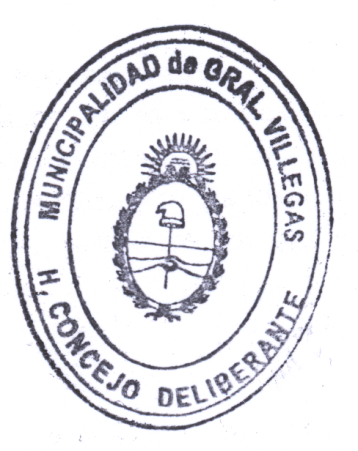 MUNICIPALIDAD de GRAL. VILLEGAS
H. CONCEJO DELIBERANTE